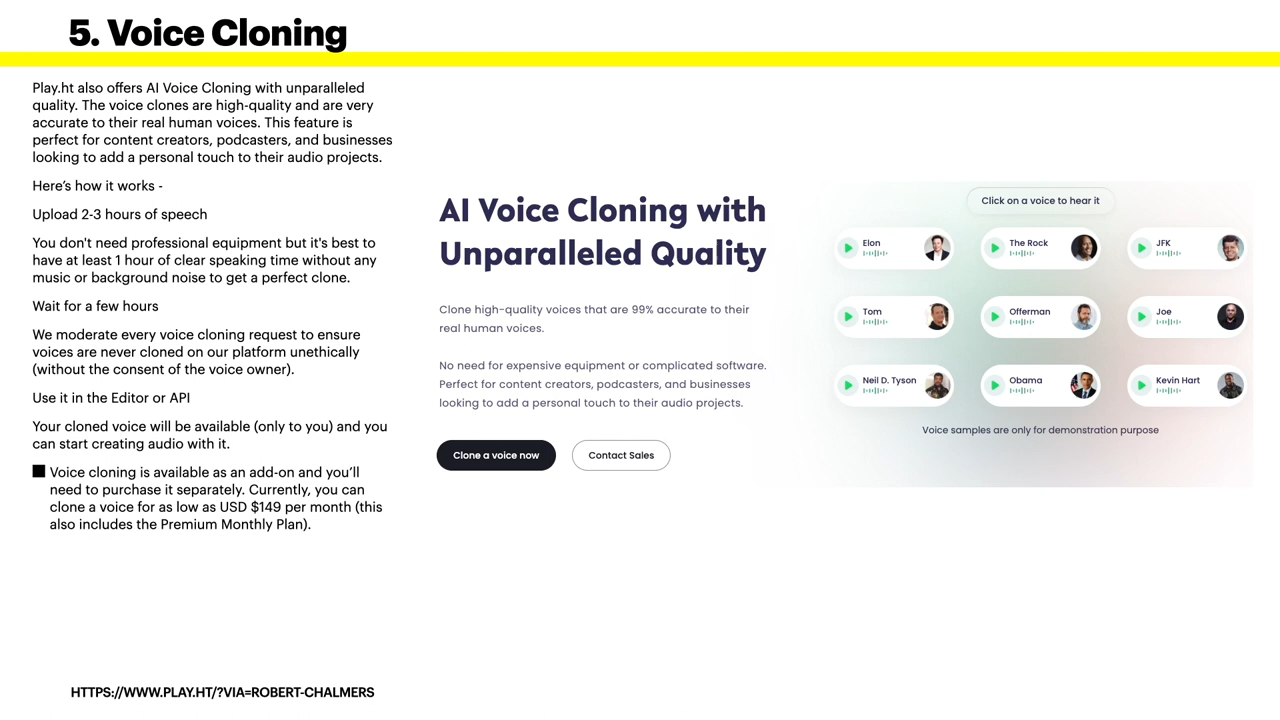 5. Voice Cloning
Play.ht also offers AI Voice Cloning with unparalleled
quality. The voice clones are high-quality and are very
accurate to their real human voices. This feature is
perfect for content creators, podcasters, and businesses
looking to add a personal touch to their audio projects.
Here's how it works -
Upload 2-3 hours of speech
You don't need professional equipment but it's best to
have at least 1 hour of clear speaking time without any
music or background noise to get a perfect clone.
Wait for a few hours
We moderate every voice cloning request to ensure
voices are never cloned on our platform unethically
(without the consent of the voice owner).
Use it in the Editor or API
Your cloned voice will be available (only to you) and you
can start creating audio with it.
Voice cloning is available as an add-on and you'll
need to purchase it separately. Currently, you can
clone a voice for as low as USD $149 per month (this
also includes the Premium Monthly Plan).
AI Voice Cloning with
Unparalleled Quality
Clone high-quality voices that are 99% accurate to their
real human voices.
No need for expensive equipment or complicated software.
Perfect for content creators, podcasters, and businesses
looking to add a personal touch to their audio projects.
Clone a voice now
Contact Sales
Click on a voice to hear it
Elon
The Rock
JFK
Tom
Offerman
Joe
Neil D. Tyson
Obama
Kevin Hart
Voice samples are only for demonstration purpose
HTTPS://WWW.PLAY.HT/?VIA=ROBERT-CHALMERS